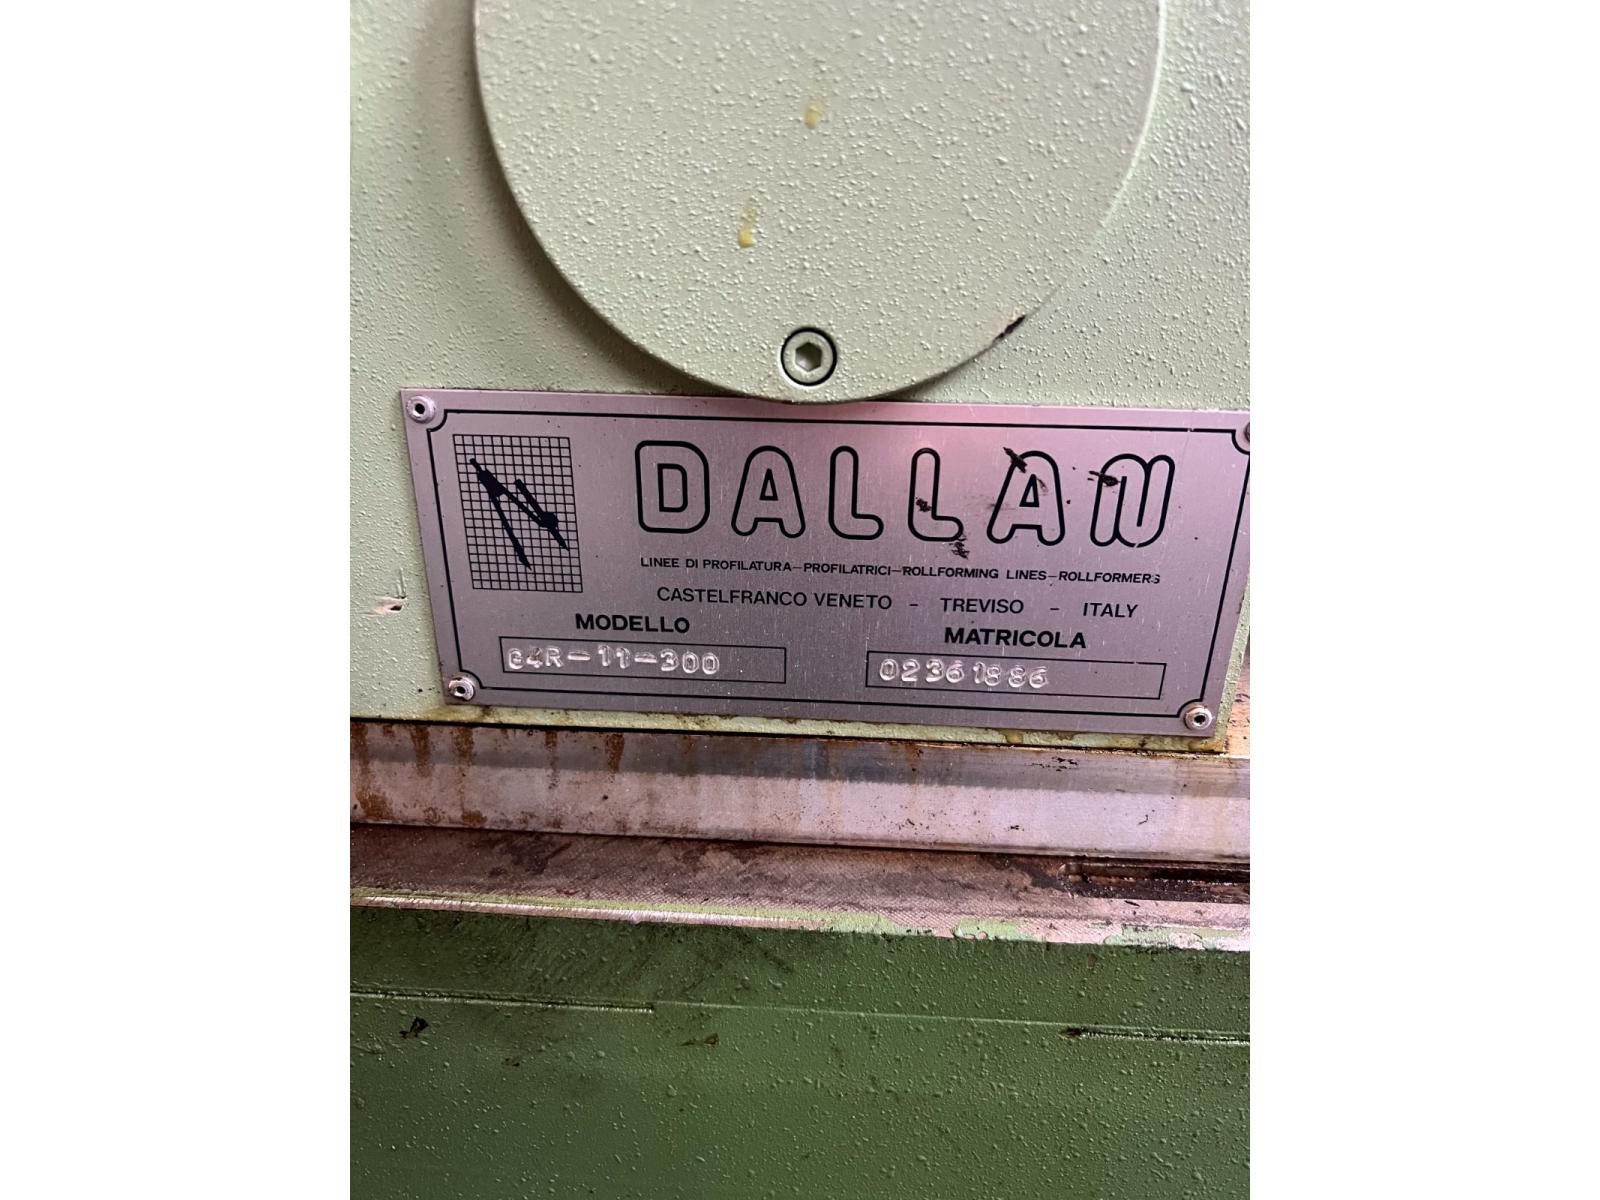 DALLAN
LINEE DI PROFILATURA—PROFILATRICI—ROLLFORMING LINES—ROLLFORMERS
CASTELFRANCO VENETO - TREVISO - ITALY
MODELLO MATRICOLA
G4R-11-300 02361886